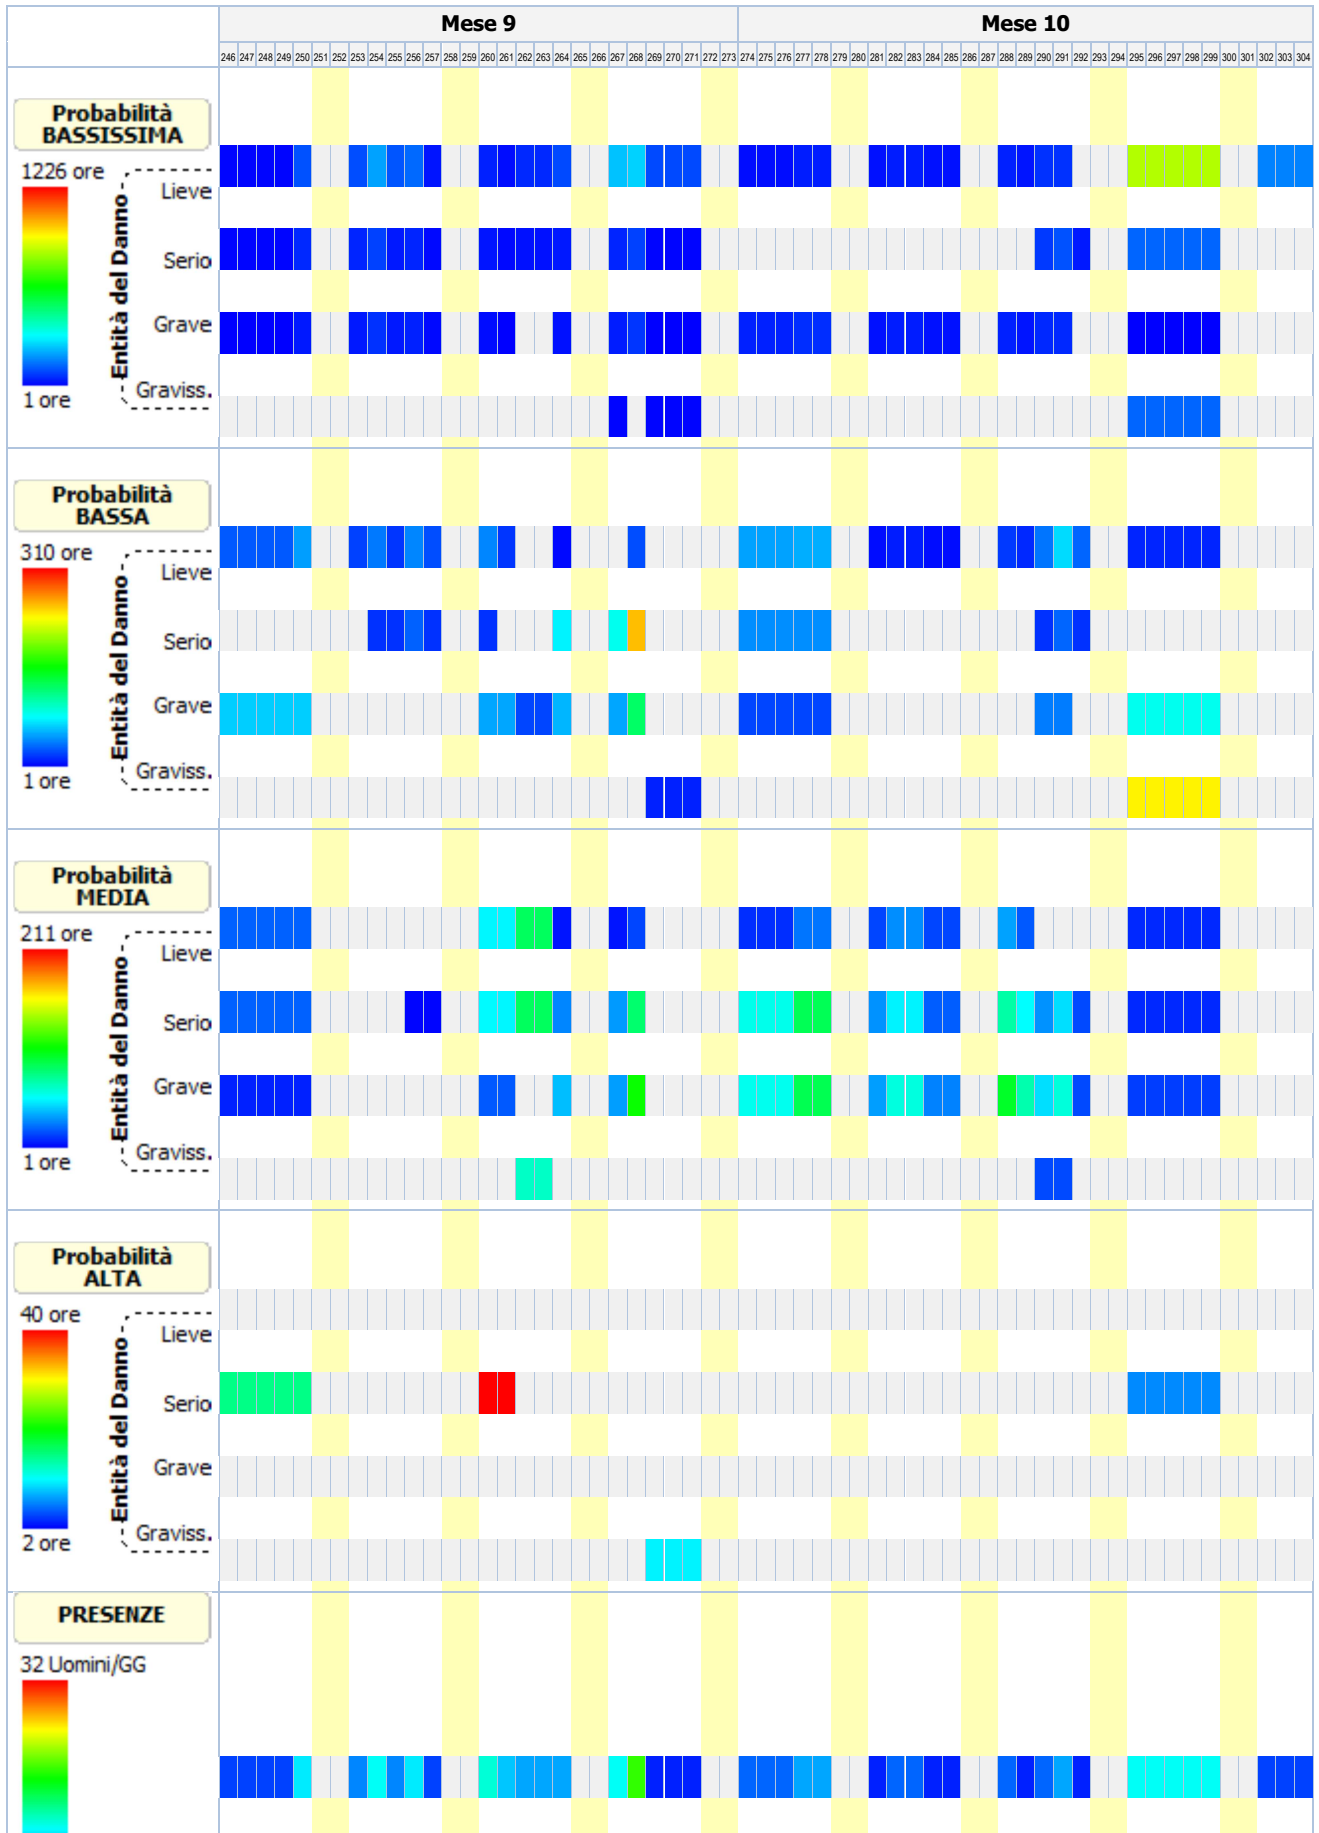 Mese 9 Mese 10
246 247 248 249 250 251 252 253 254 255 256 257 258 259 260 261 262 263 264 265 266 267 268 269 270 271 272 273 274 275 276 277 278 279 280 281 282 283 284 285 286 287 288 289 290 291 292 293 294 295 296 297 298 299 300 301 302 303 304
Probabilità
BASSISSIMA
1226 ore
Lieve
Serio
Grave
Graviss.
Entità del Danno
1 ore
Probabilità
BASSA
310 ore
Lieve
Serio
Grave
Graviss.
Entità del Danno
1 ore
Probabilità
MEDIA
211 ore
Lieve
Serio
Grave
Graviss.
Entità del Danno
1 ore
Probabilità
ALTA
40 ore
Lieve
Serio
Grave
Graviss.
Entità del Danno
2 ore
PRESENZE
32 Uomini/GG